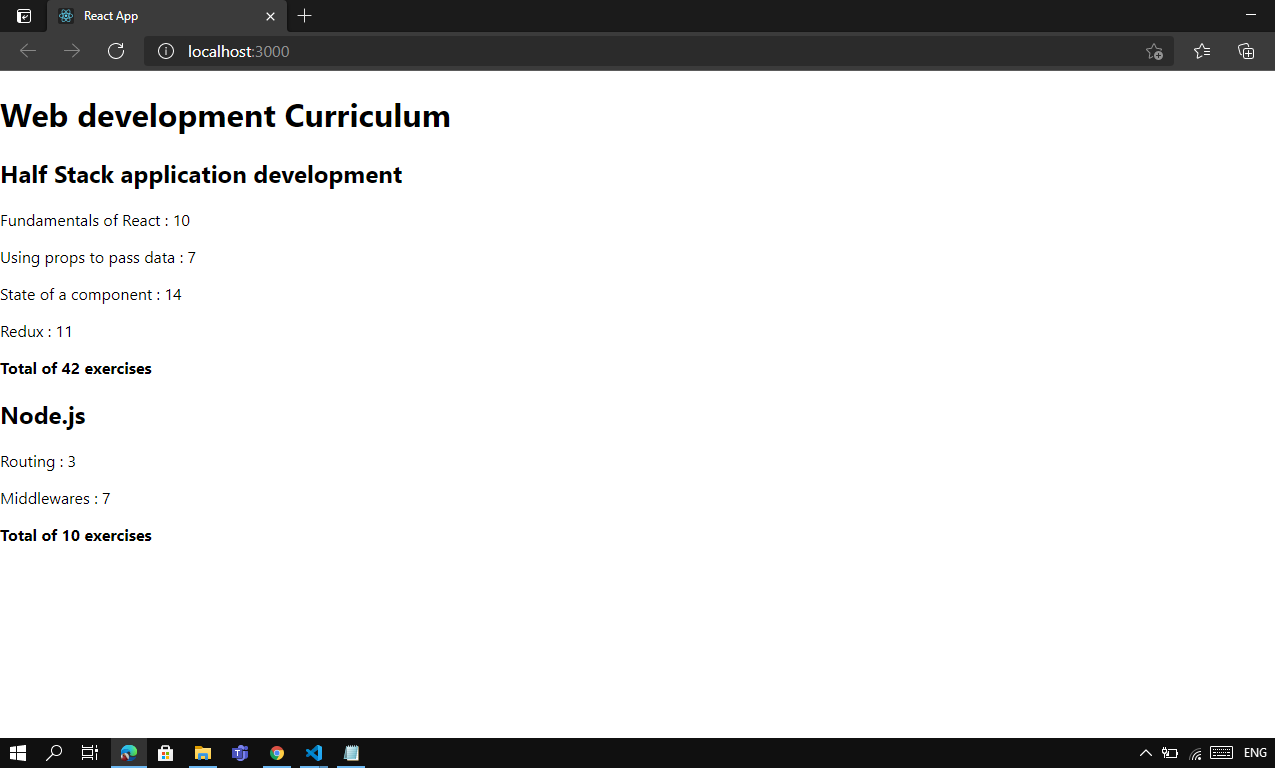 React App
localhost:3000
Web development Curriculum
Half Stack application development
Fundamentals of React : 10
Using props to pass data : 7
State of a component : 14
Redux : 11
Total of 42 exercises
Node.js
Routing : 3
Middlewares : 7
Total of 10 exercises
ENG